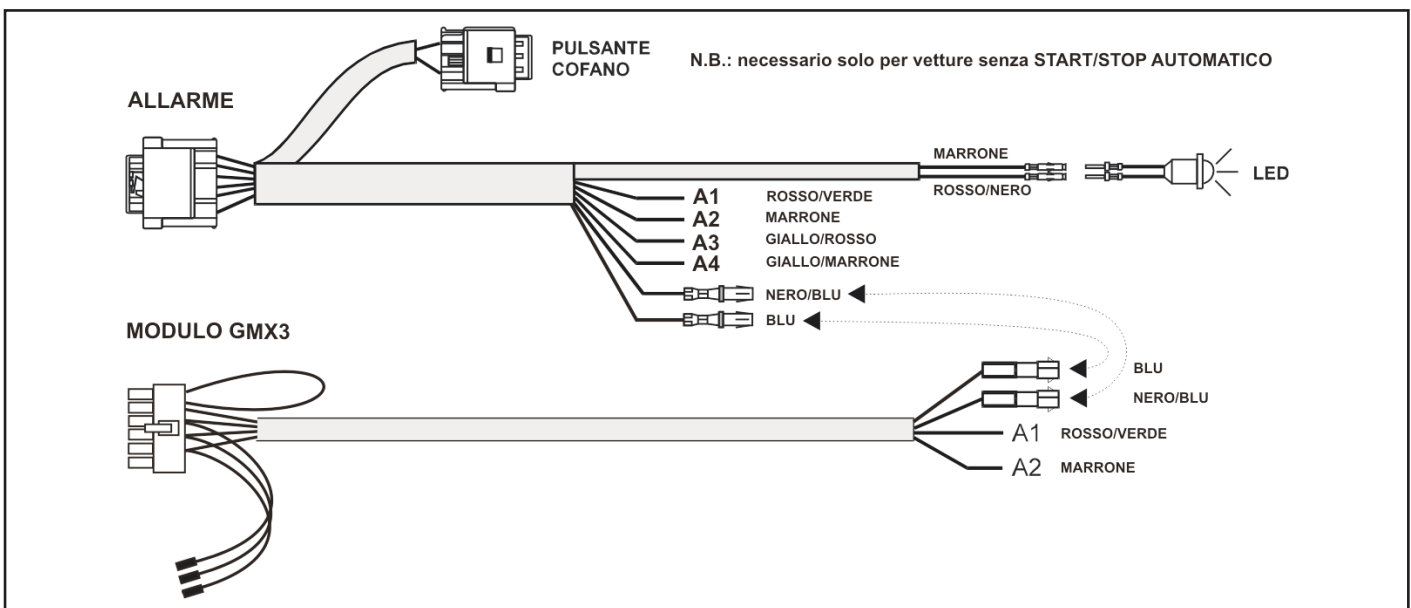 PULSANTE
COFANO
N.B.: necessario solo per vetture senza START/STOP AUTOMATICO
ALLARME
MARRONE
ROSSO/NERO
LED
A1 ROSSO/VERDE
A2 MARRONE
A3 GIALLO/ROSSO
A4 GIALLO/MARRONE
NERO/BLU
BLU
MODULO GMX3
BLU
NERO/BLU
A1 ROSSO/VERDE
A2 MARRONE